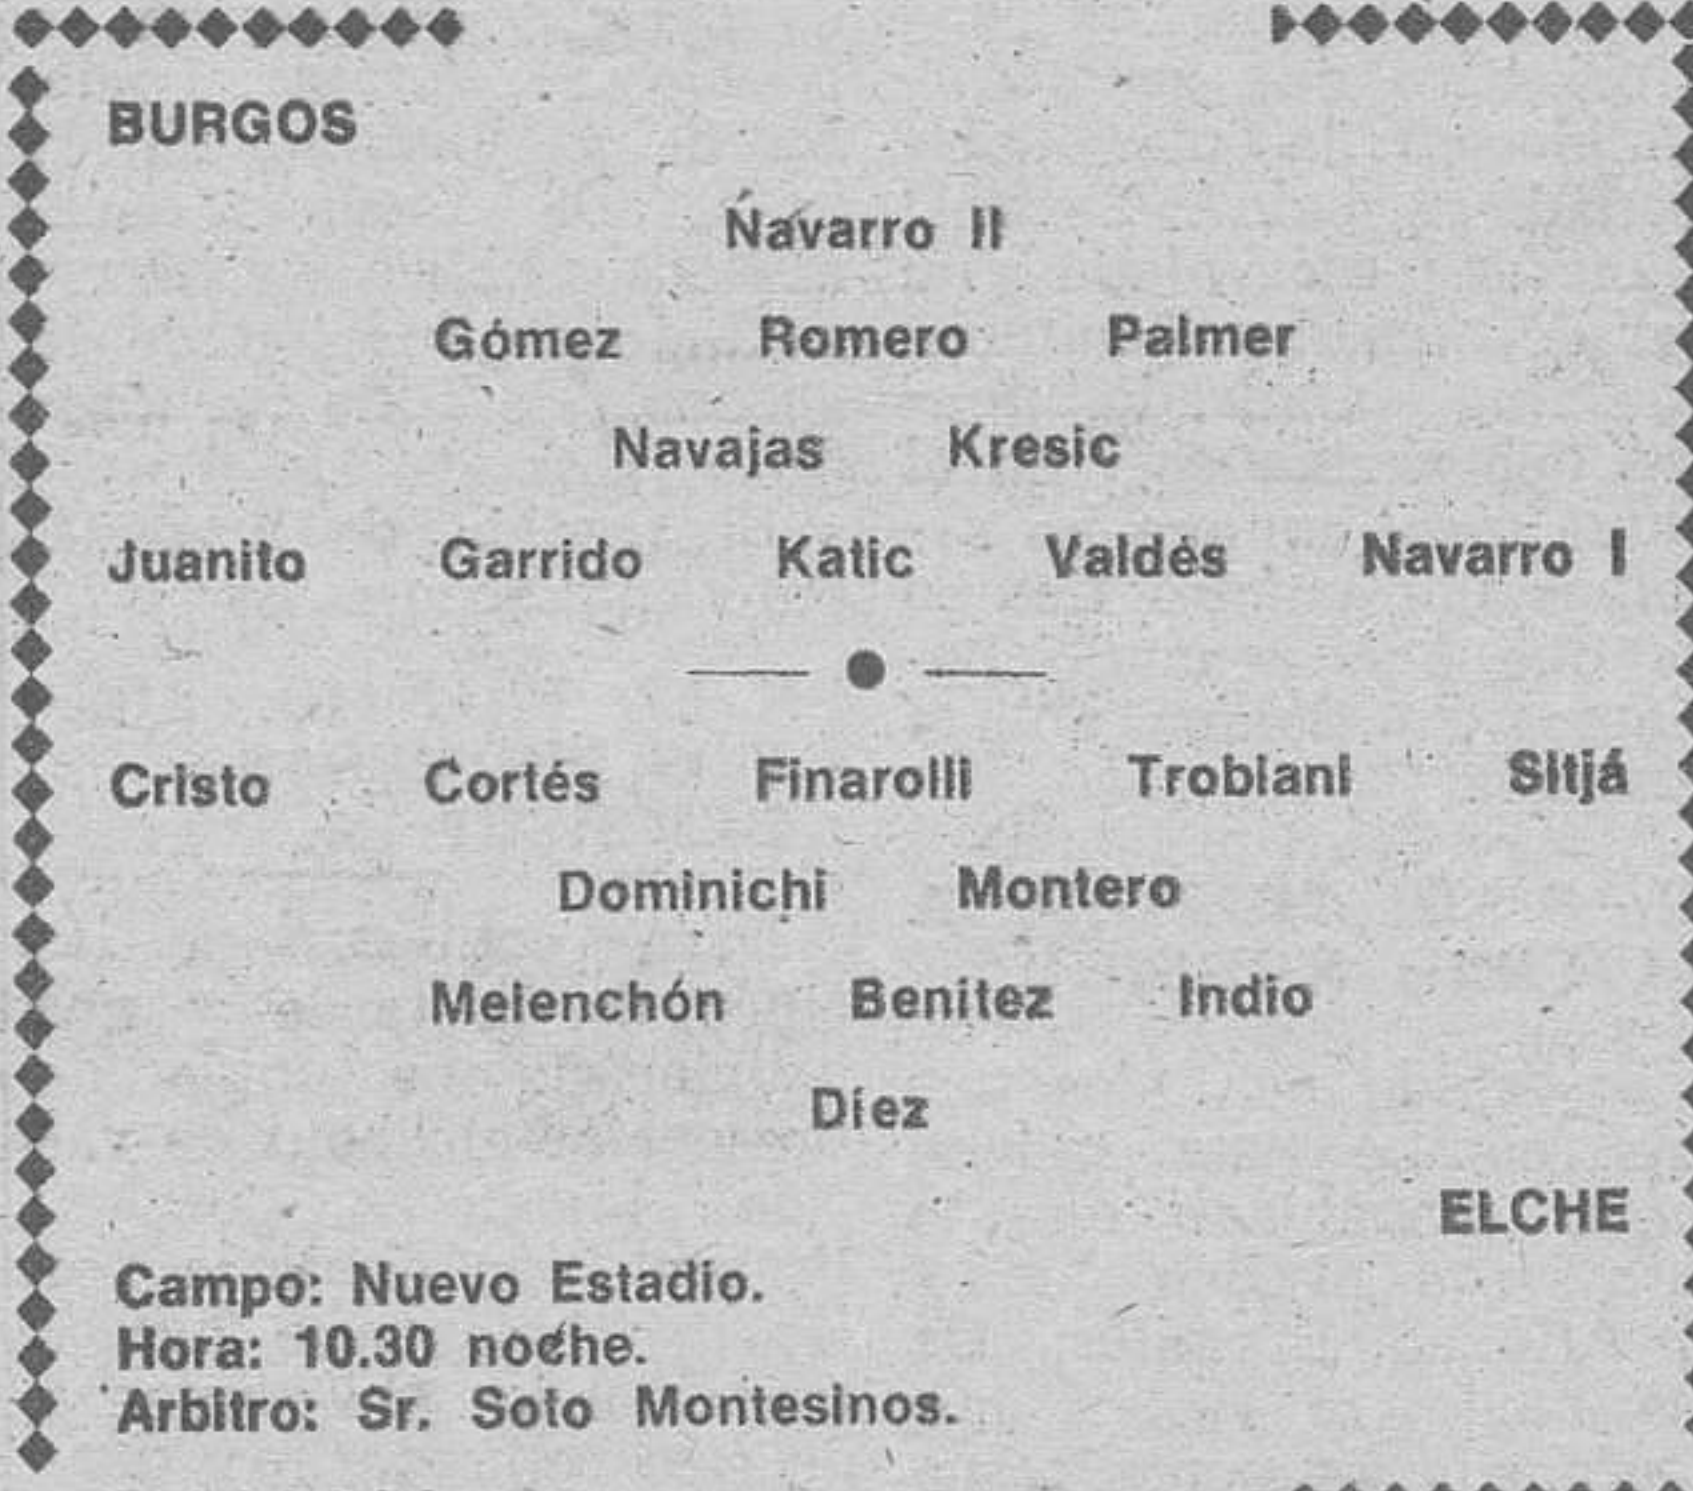 BURGOS
Navarro II
Gómez Romero Palmer
Navajas Kresic
Juanito Garrido Katic Valdés Navarro I
Cristo Cortés Finarolli Trobiani Sitjá
Dominichi Montero
Melenchón Benitez Indio
Díez
ELCHE
Campo: Nuevo Estadio.
Hora: 10.30 noche.
Arbitro: Sr. Soto Montesinos.